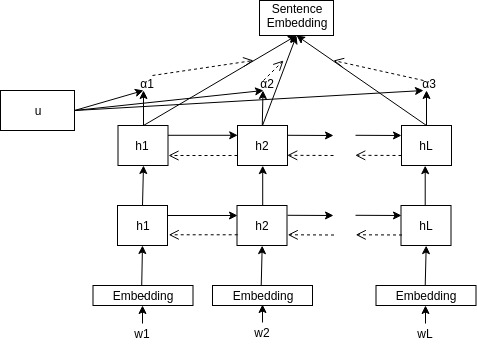 Sentence
Embedding
α1 α2 α3
u
h1 h2 hL
h1 h2 hL
Embedding Embedding Embedding
w1 w2 wL